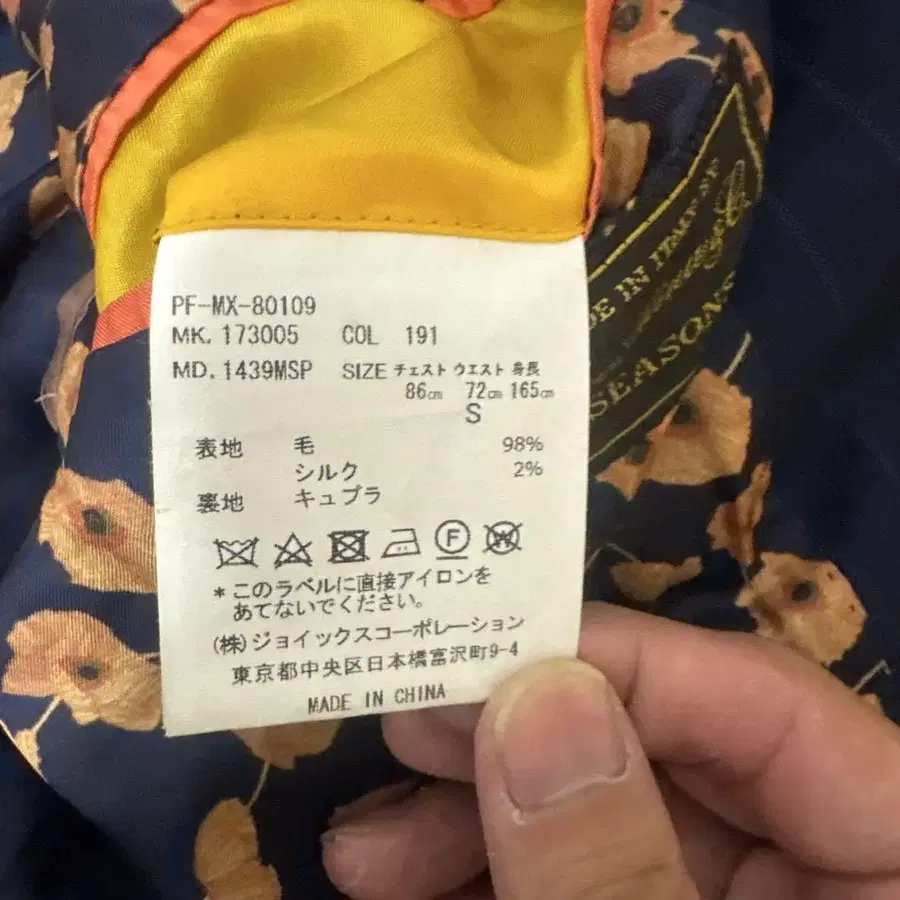 PF-MX-80109
MK. 173005 COL 191
MD. 1439MSP SIZE チェスト ウエスト 身長
86cm 72cm 165cm
S
表地 毛 98%
シルク 2%
裏地 キュプラ
F
W
*このラベルに直接アイロンを
あてないでください。
(株)ジョイックスコーポレーション
東京都中央区日本橋富沢町9-4
MADE IN CHINA
DE IN ITALY
SEASONS